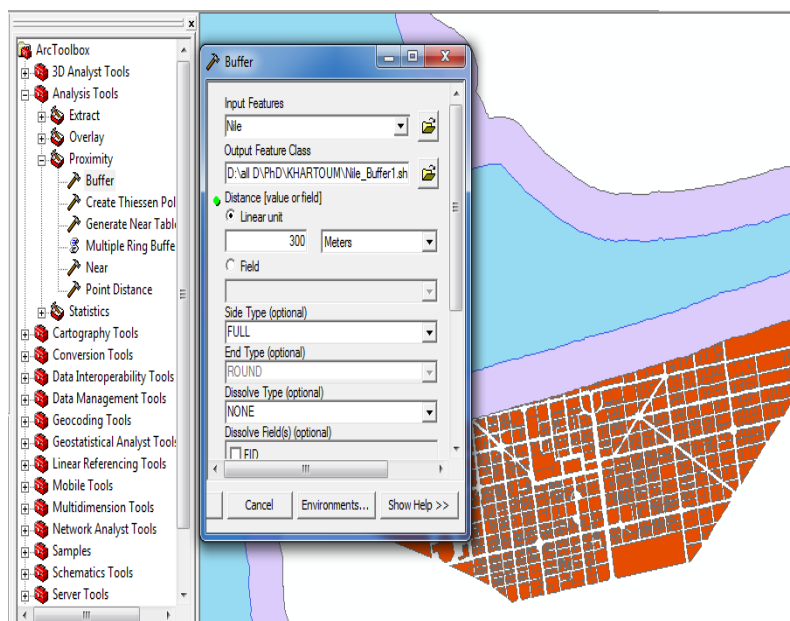 ArcToolbox
3D Analyst Tools
Analysis Tools
Extract
Overlay
Proximity
Buffer
Create Thiessen Pol
Generate Near Table
Multiple Ring Buffe
Near
Point Distance
Statistics
Cartography Tools
Conversion Tools
Data Interoperability Tools
Data Management Tools
Geocoding Tools
Geostatistical Analyst Tools
Linear Referencing Tools
Mobile Tools
Multidimension Tools
Network Analyst Tools
Samples
Schematics Tools
Server Tools
Buffer
Input Features
Nile
Output Feature Class
D:\all D\PhD\KHARTOUM\Nile_Buffer1.sh
Distance [value or field]
Linear unit
300 Meters
Field
Side Type (optional)
FULL
End Type (optional)
ROUND
Dissolve Type (optional)
NONE
Dissolve Field(s) (optional)
FID
Cancel Environments... Show Help >>